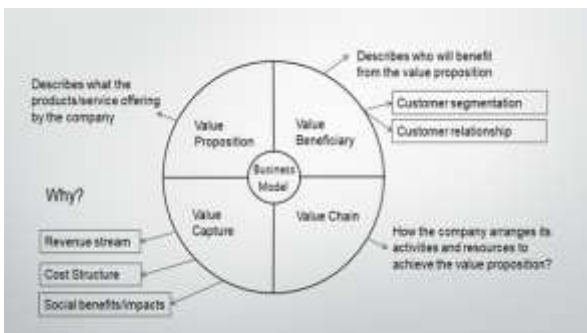 Describes who will benefit
from the value proposition
Describes what the
products/service offering
by the company
Customer segmentation
Customer relationship
Value
Proposition
Value
Beneficiary
Business
Model
Why?
Value
Capture
Value Chain
Revenue stream
Cost Structure
Social benefits/impacts
How the company arranges its
activities and resources to
achieve the value proposition?